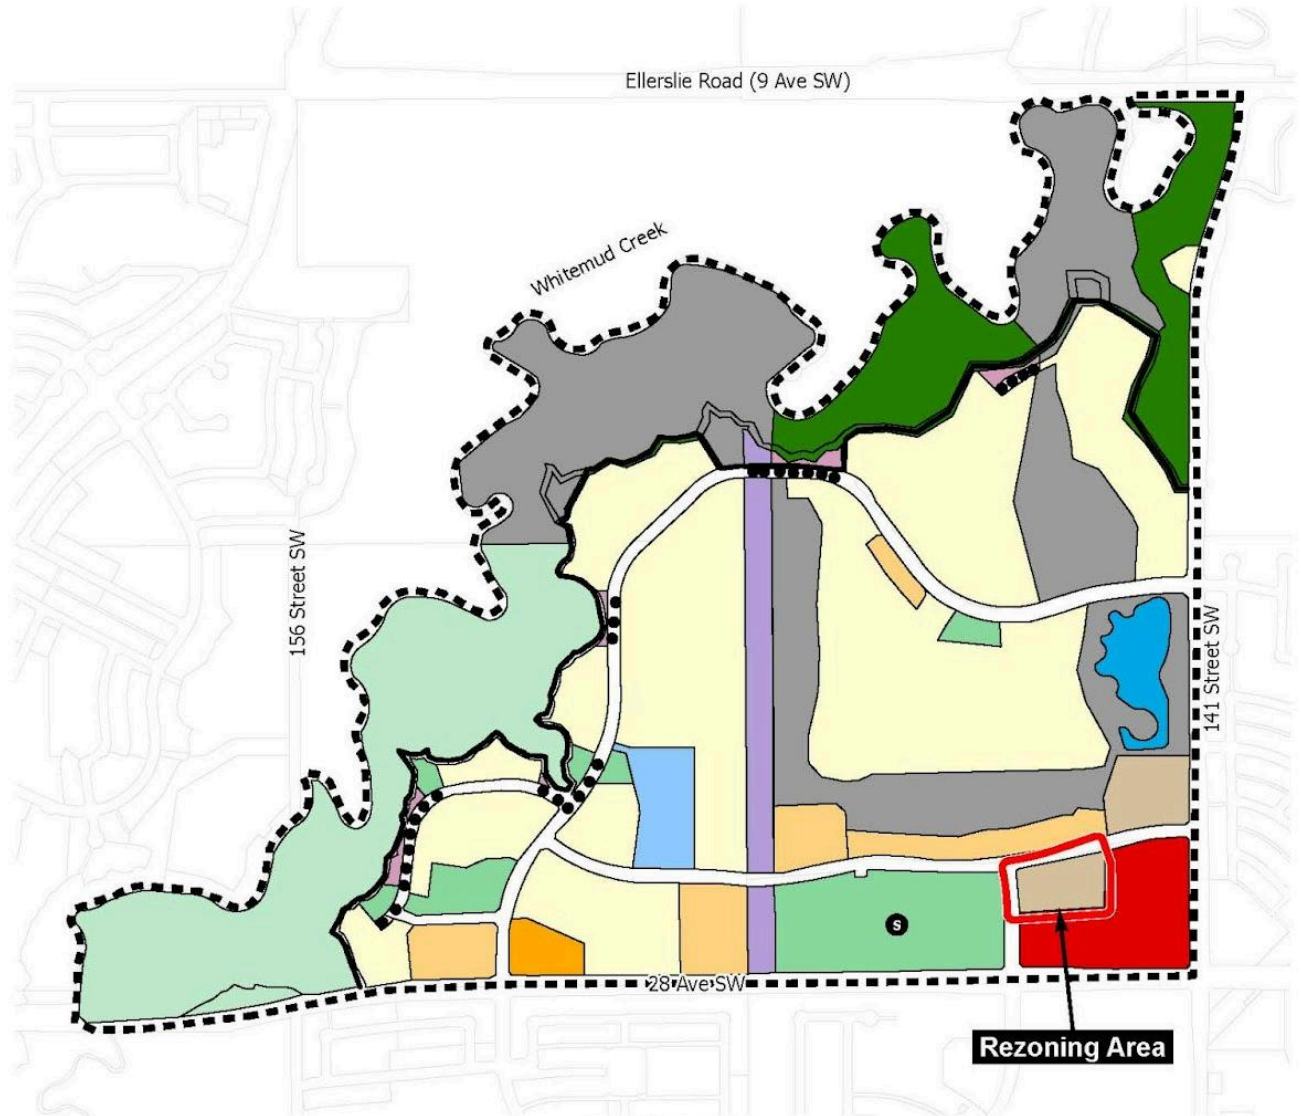 Ellerslie Road (9 Ave SW)
Whitemud Creek
156 Street SW
141 Street SW
S
28 Ave SW
Rezoning Area